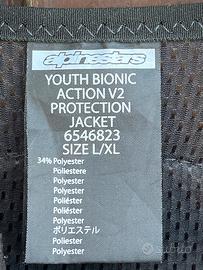 alpinestars
YOUTH BIONIC
ACTION V2
PROTECTION
JACKET
6546823
SIZE L/XL
34% Polyester
Poliestere
Polyester
Polyester
Poliéster
Poliéster
Polyester
ポリエステル
Polyester
Subito